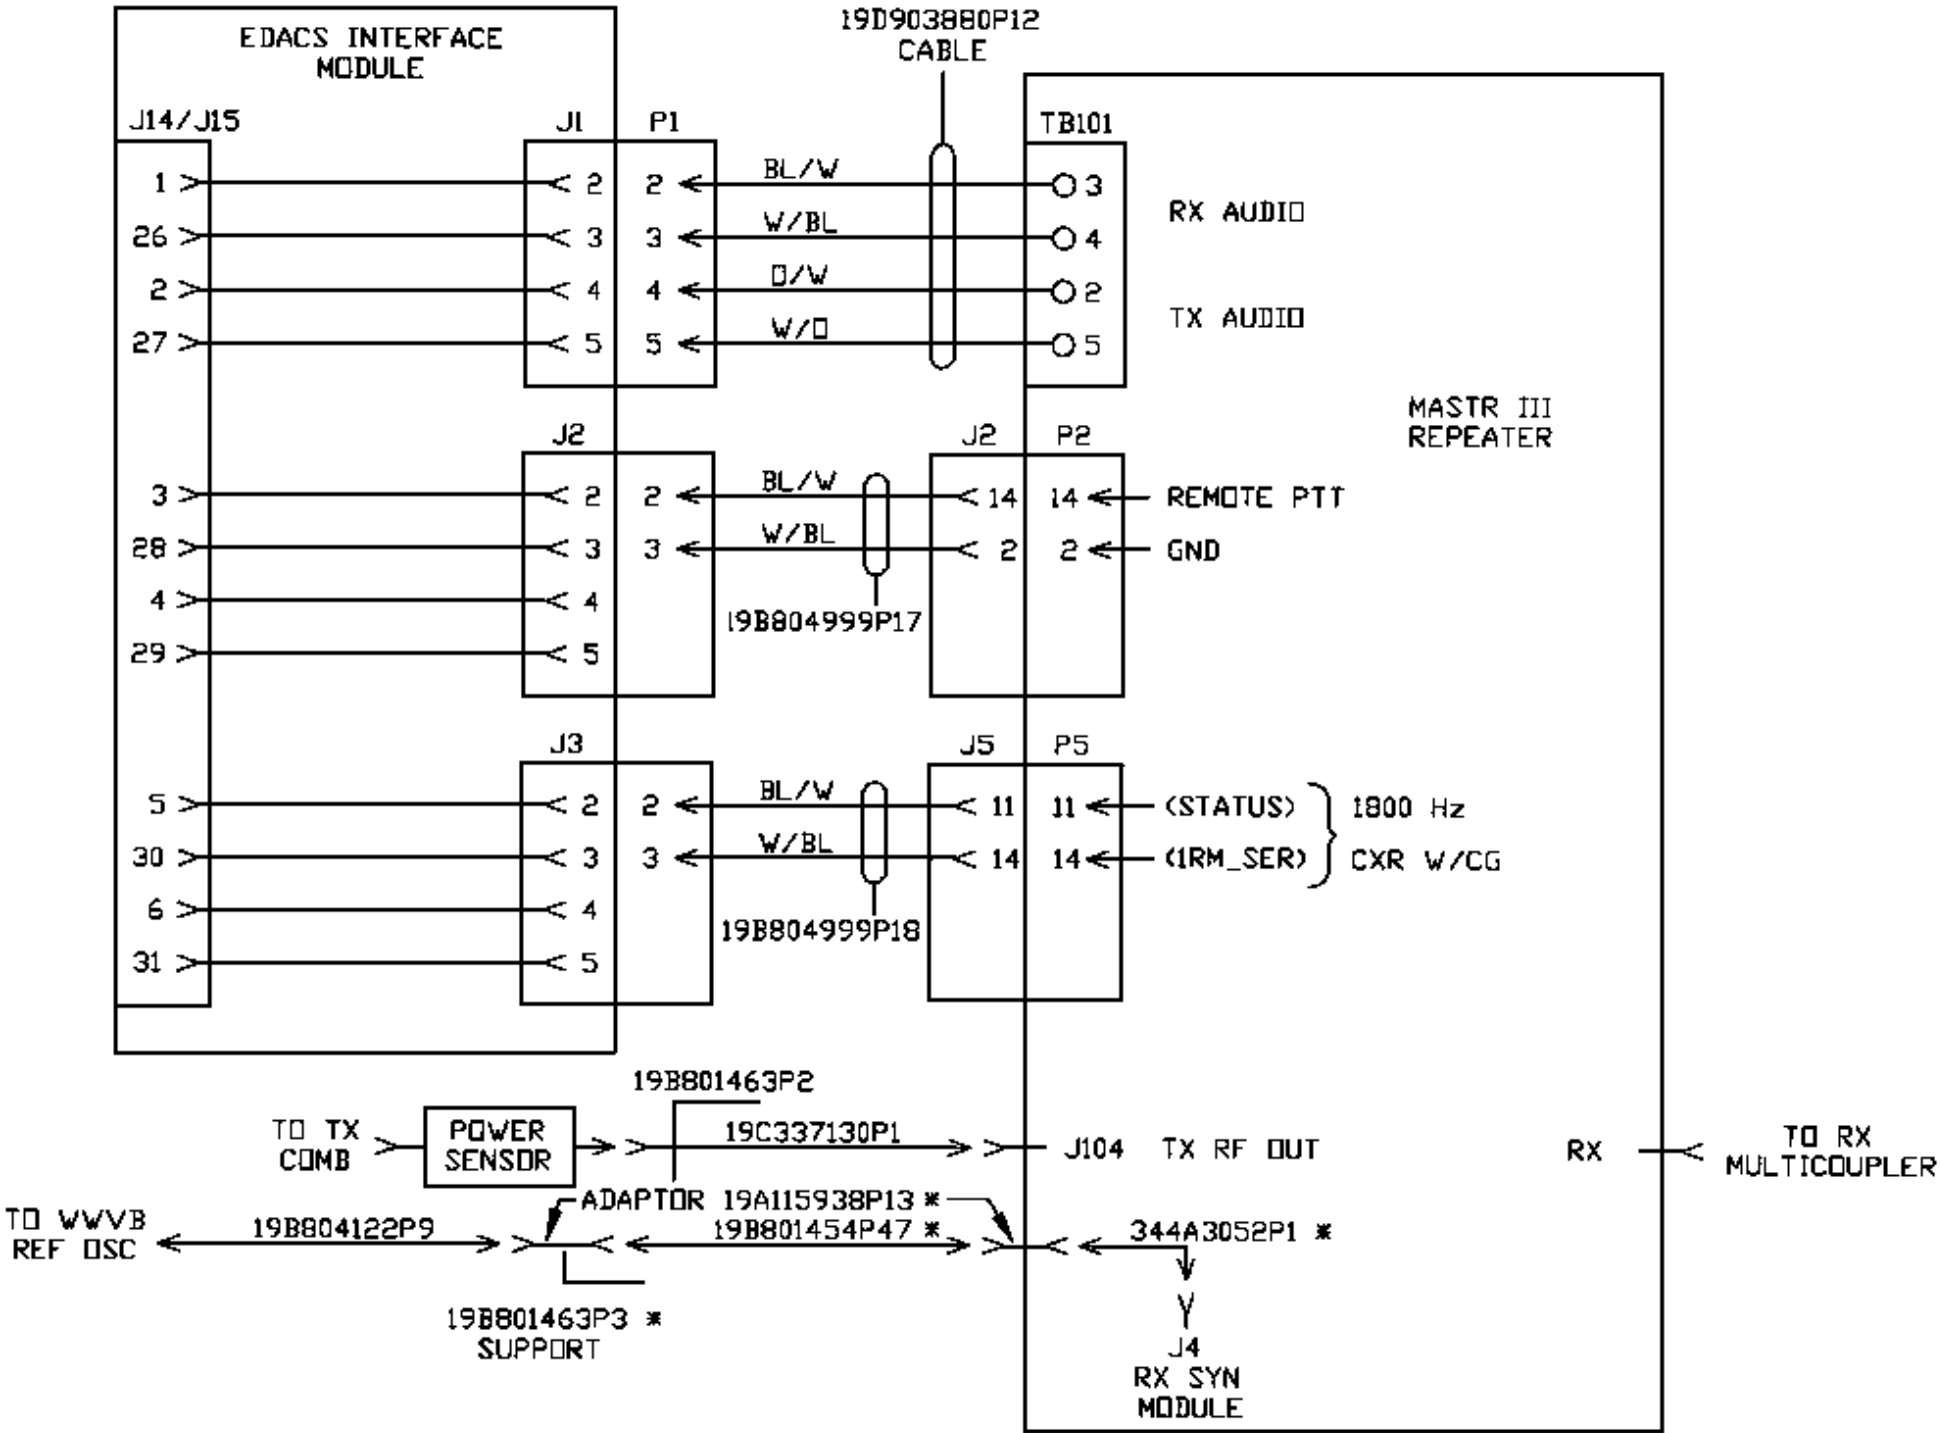 19D903880P12
CABLE
EDACS INTERFACE
MODULE
J14/J15
J1
P1
TB101
1
2
2
BL/W
3
RX AUDIO
26
3
3
W/BL
4
2
4
4
O/W
2
TX AUDIO
27
5
5
W/O
5
MASTR III
REPEATER
J2
J2
P2
3
2
2
BL/W
14
14
REMOTE PTT
28
3
3
W/BL
2
2
GND
4
4
19B804999P17
29
5
J3
J5
P5
5
2
2
BL/W
11
11
(STATUS)
1800 Hz
30
3
3
W/BL
14
14
(1RM_SER)
CXR W/CG
6
4
19B804999P18
31
5
19B801463P2
TO TX
COMB
POWER
SENSOR
19C337130P1
J104
TX RF OUT
RX
TO RX
MULTICOUPLER
ADAPTOR 19A115938P13 *
TO WWVB
REF OSC
19B804122P9
19B801454P47 *
344A3052P1 *
19B801463P3 *
SUPPORT
J4
RX SYN
MODULE